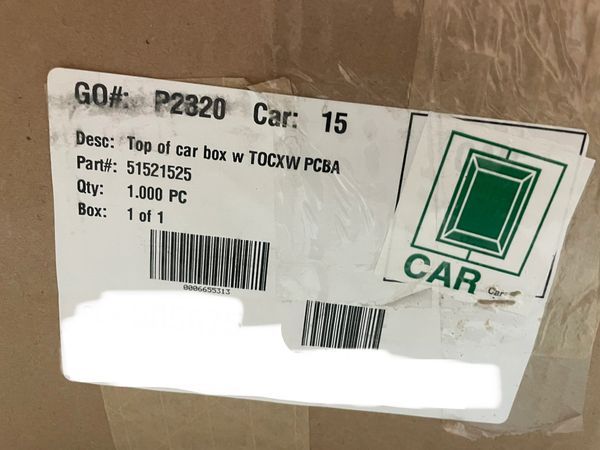 GO#: P2320 Car: 15
Desc: Top of car box w TOCXW PCBA
Part#: 51521525
Qty: 1.000 PC
Box: 1 of 1
0006655313
CAR
Car